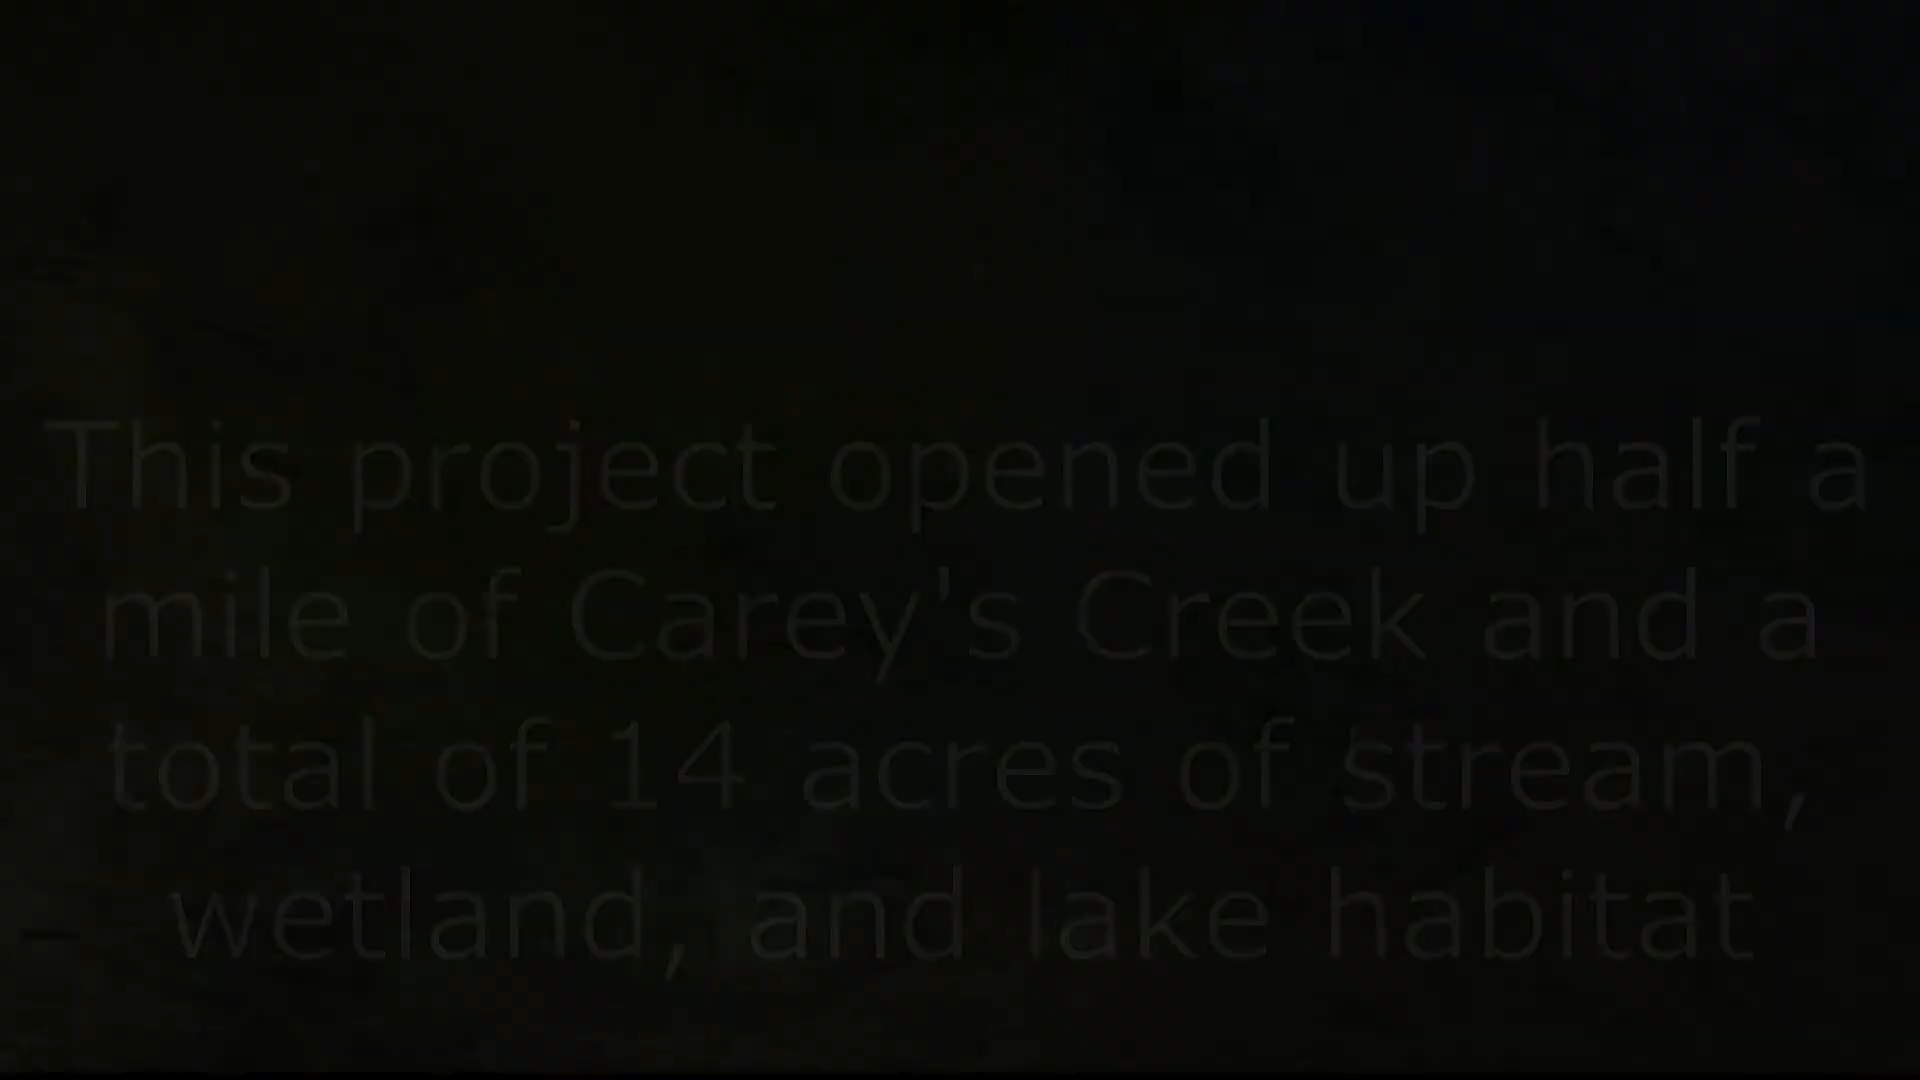 This project opened up half a
mile of Carey's Creek and a
total of 14 acres of stream,
wetland, and lake habitat